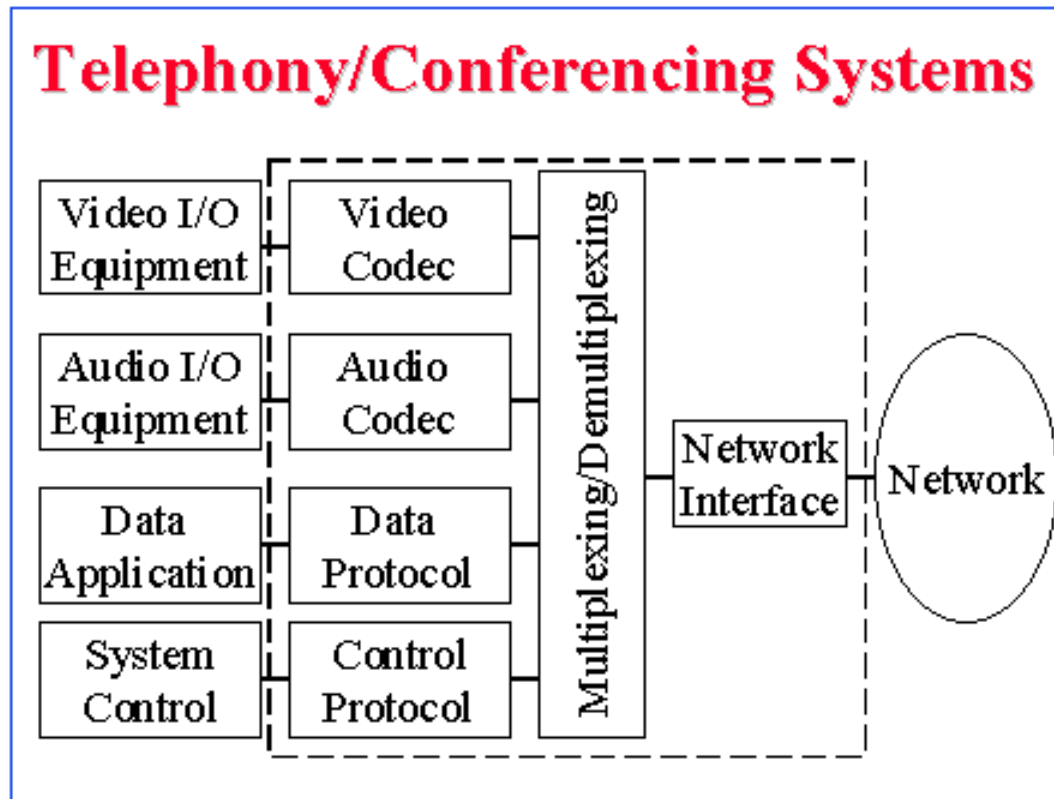 Telephony/Conferencing Systems
Video I/O
Equipment
Video
Codec
Audio I/O
Equipment
Audio
Codec
Data
Application
Data
Protocol
System
Control
Control
Protocol
Multiplexing/Demultiplexing
Network
Interface
Network